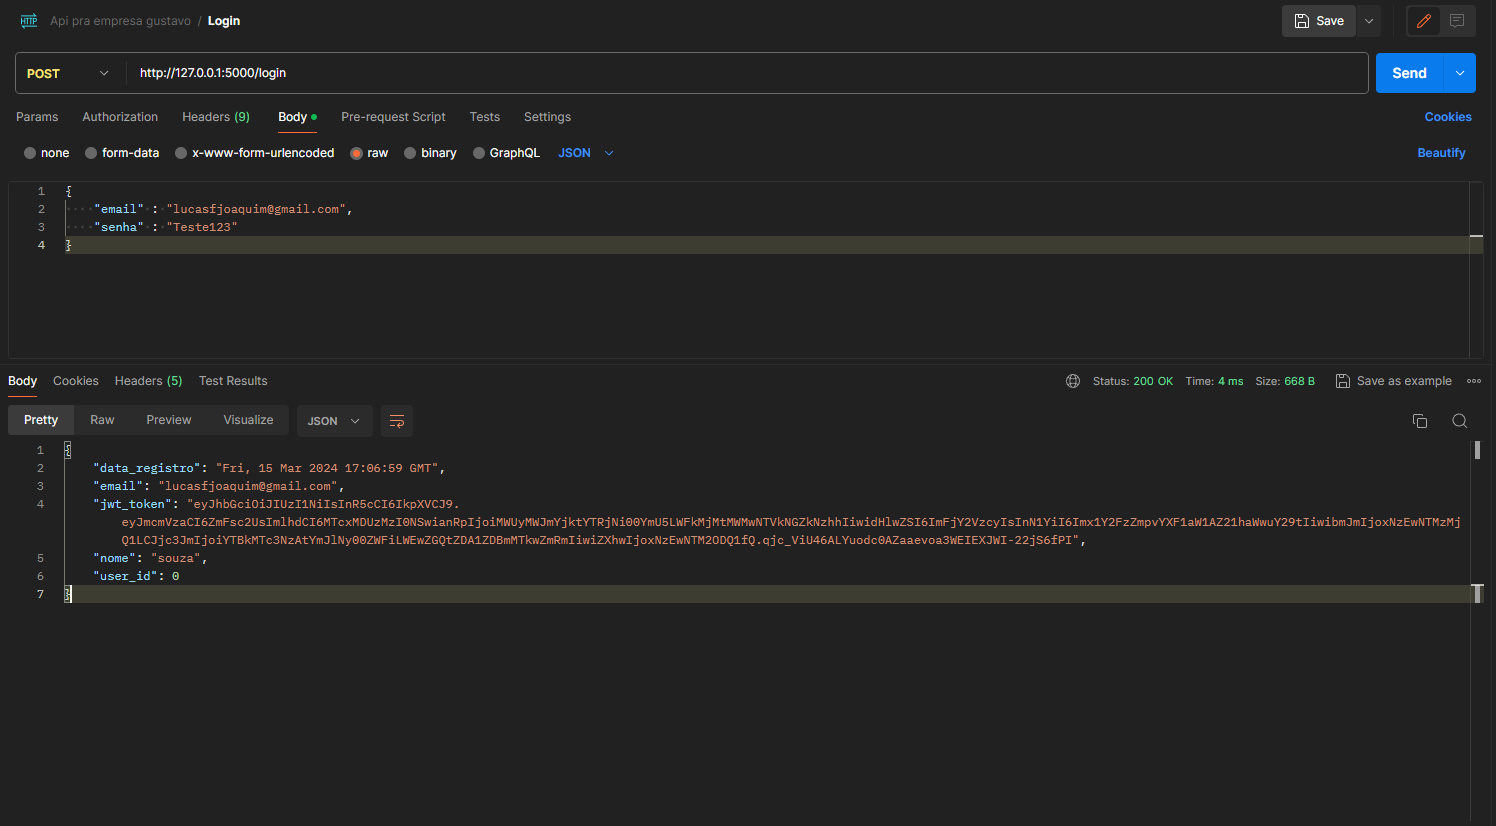 HTTP Api pra empresa gustavo / Login
Save
POST http://127.0.0.1:5000/login Send
Params Authorization Headers (9) Body Pre-request Script Tests Settings Cookies
none form-data x-www-form-urlencoded raw binary GraphQL JSON Beautify
1 {
2 "email" : "lucasfjoaquim@gmail.com",
3 "senha" : "Teste123"
4 }
Body Cookies Headers (5) Test Results Status: 200 OK Time: 4 ms Size: 668 B Save as example
Pretty Raw Preview Visualize JSON
1 {
2 "data_registro": "Fri, 15 Mar 2024 17:06:59 GMT",
3 "email": "lucasfjoaquim@gmail.com",
4 "jwt_token": "eyJhbGciOiJIUzI1NiIsInR5cCI6IkpXVCJ9.
eyJmcmVzaCI6ZmFsc2UsImlhdCI6MTcxMDUzMzI0NSwianRpIjoiMWUyMWJmYjktYTRjNi00YmU5LWFkMjMtMWMwNTVkNGZkNzhhIiwidHlwZSI6ImFjY2VzcyIsInN1YiI6Imx1Y2FzZmpvYXF1aW1AZ21haWwuY29tIiwibmJmIjoxNzEwNTMzMj
Q1LCJjc3JmIjoiYTBkMTc3NzAtYmJlNy00ZWFiLWEwZGQtZDA1ZDBmMTkwZmRmIiwiZXhwIjoxNzEwNTM2ODQ1fQ.qjc_ViU46ALYuodc0AZaaevoa3WEIEXJWI-22jS6fPI",
5 "nome": "souza",
6 "user_id": 0
7 }